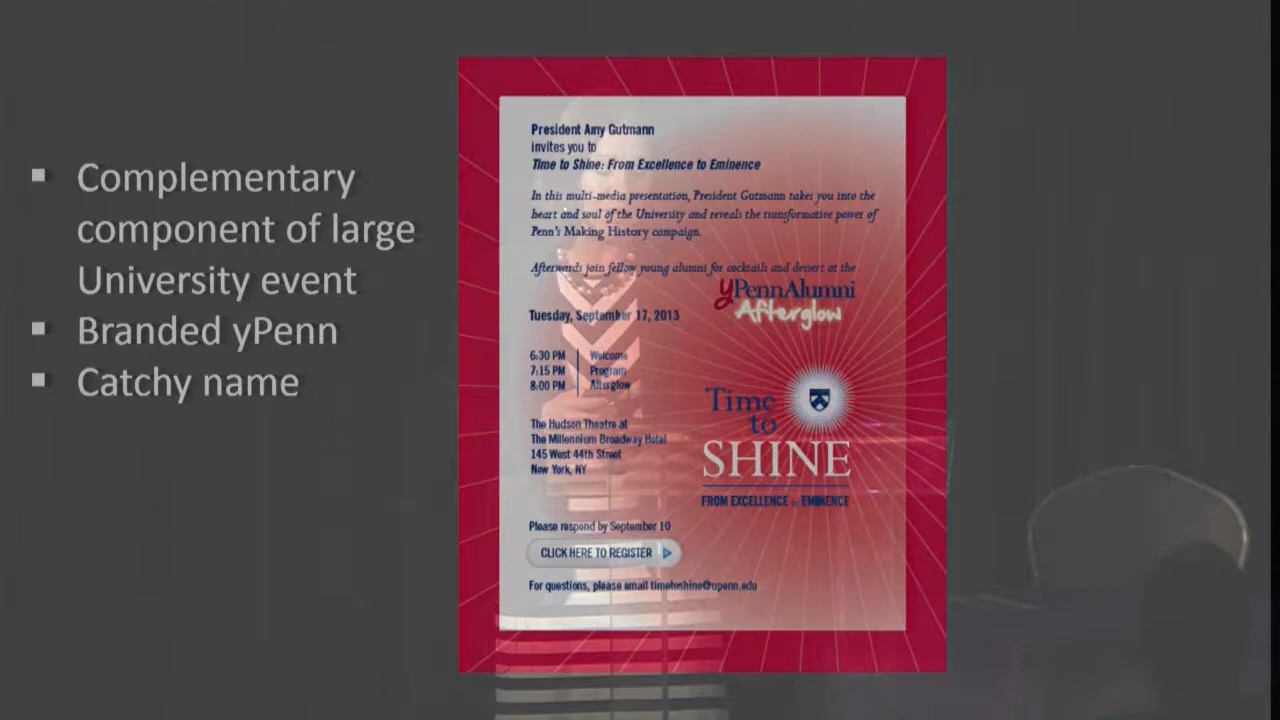 Complementary
component of large
University event
Branded yPenn
Catchy name
President Amy Gutmann
invites you to
Time to Shine: From Excellence to Eminence
In this multi-media presentation, President Gutmann takes you into the
heart and soul of the University and reveals the transformative power of
Penn's Making History campaign.
Afterwards join fellow young alumni for cocktails and dessert at the
yPennAlumni
Afterglow
Tuesday, September 17, 2013
6:30 PM Welcome
7:15 PM Program
8:00 PM Afterglow
The Hudson Theatre at
The Millennium Broadway Hotel
145 West 44th Street
New York, NY
Time
to
SHINE
FROM EXCELLENCE to EMINENCE
Please respond by September 10
CLICK HERE TO REGISTER
For questions, please email timetoshine@upenn.edu